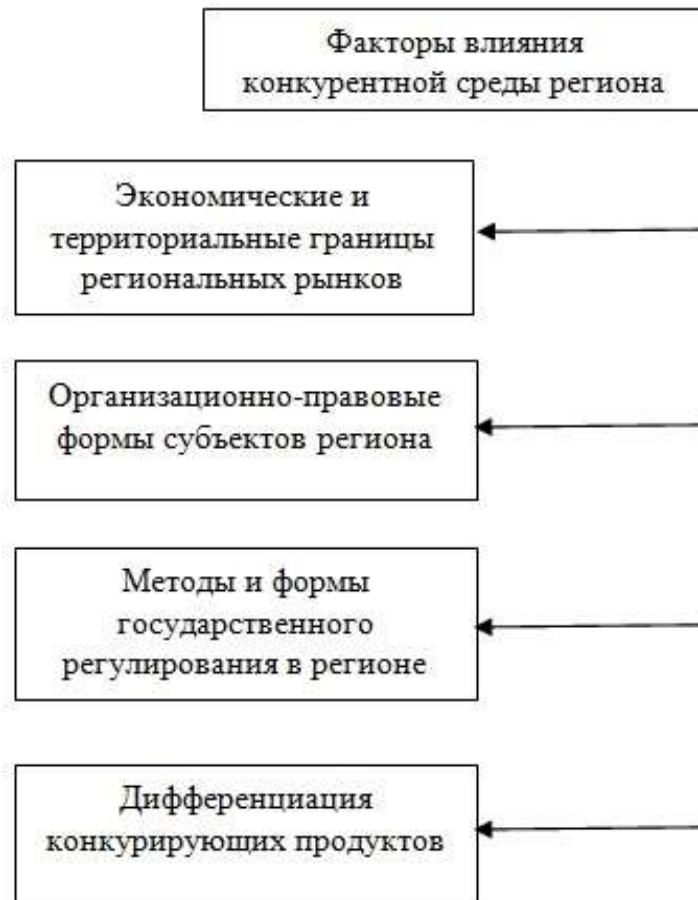 Факторы влияния
конкурентной среды региона
Экономические и
территориальные границы
региональных рынков
Организационно-правовые
формы субъектов региона
Методы и формы
государственного
регулирования в регионе
Дифференциация
конкурирующих продуктов